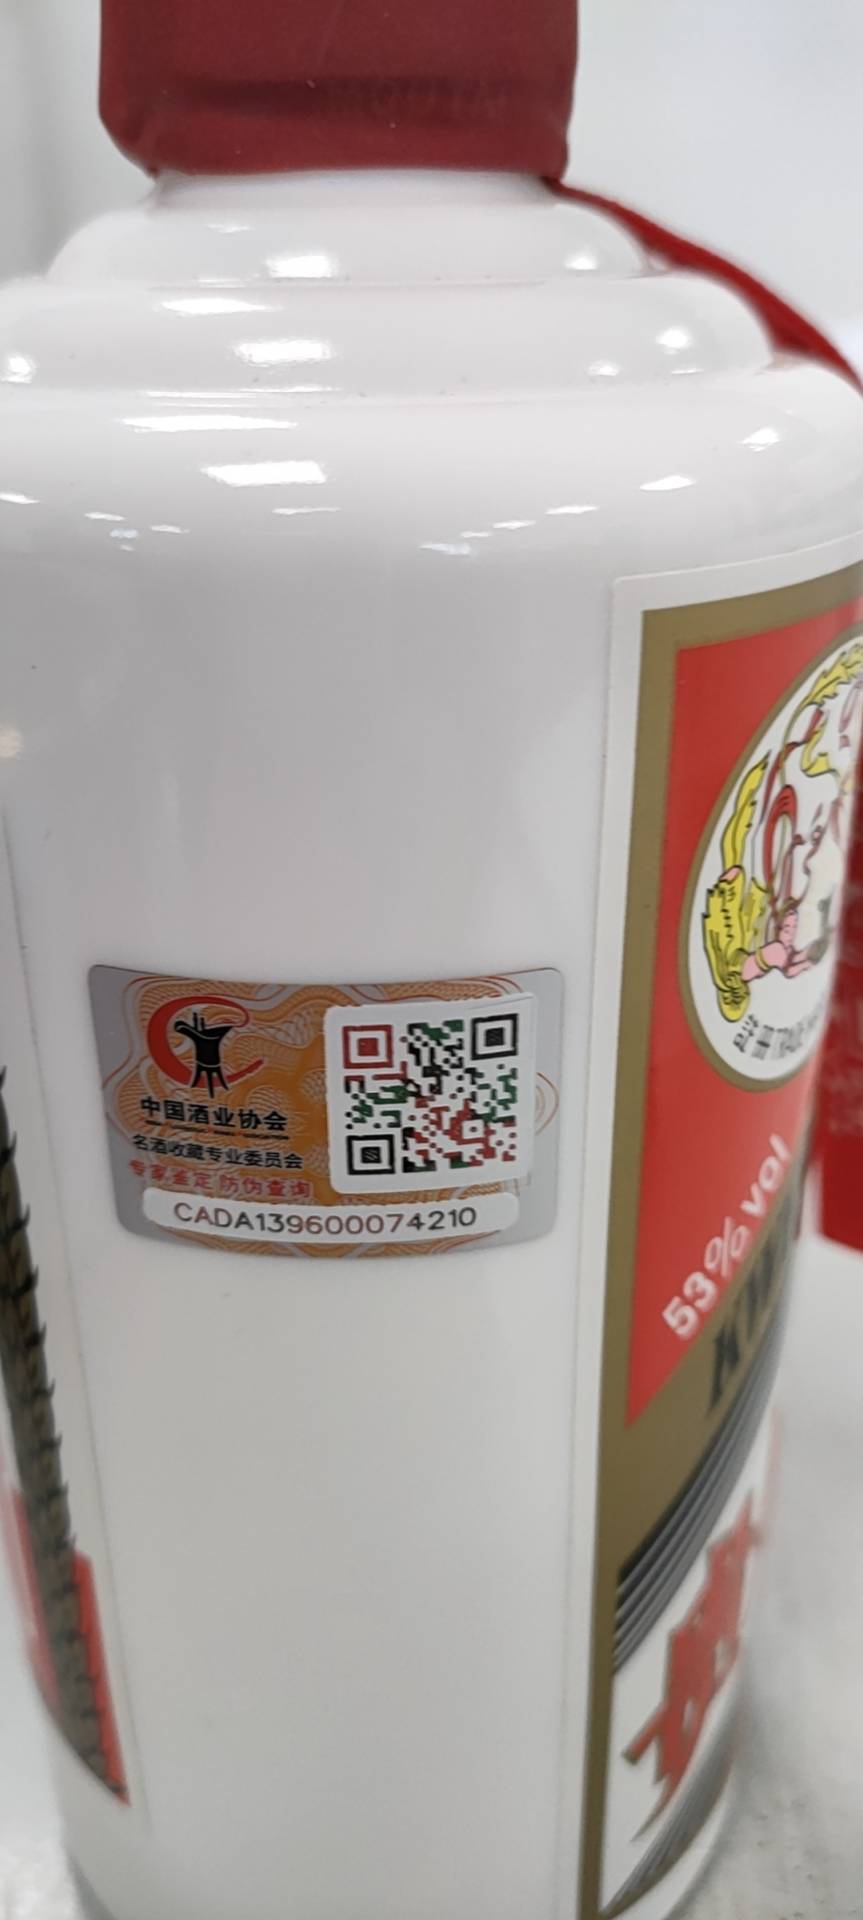 中国酒业协会
名酒收藏专业委员会
专家鉴定 防伪查询
CADA139600074210
53% vol